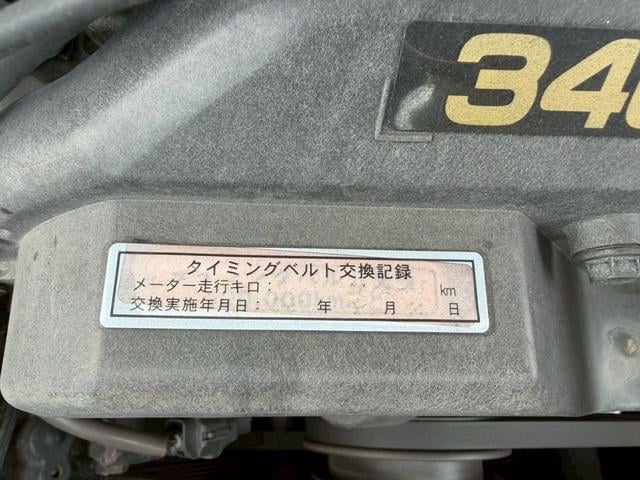 340
タイミングベルト交換記録
メーター走行キロ： km
交換実施年月日： 年 月 日